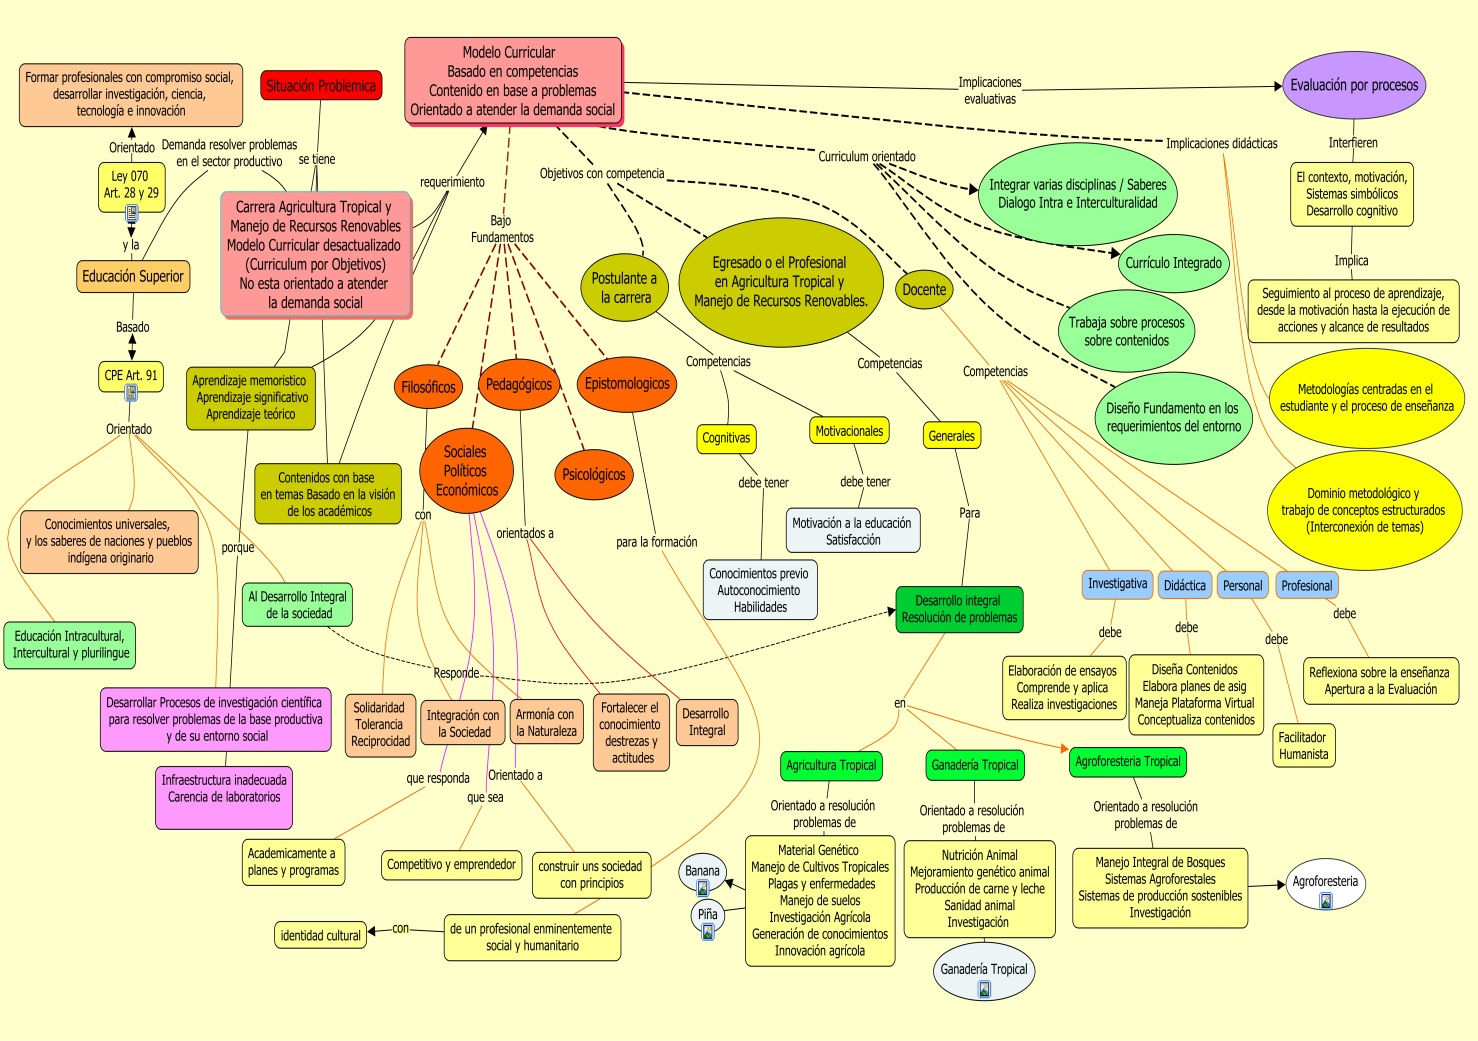 Modelo Curricular
Basado en competencias
Contenido en base a problemas
Orientado a atender la demanda social
Formar profesionales con compromiso social,
desarrollar investigación, ciencia,
tecnología e innovación
Situación Problemica
Implicaciones
evaluativas
Evaluación por procesos
Orientado
Demanda resolver problemas
en el sector productivo
se tiene
Ley 070
Art. 28 y 29
y la
Educación Superior
Basado
CPE Art. 91
Orientado
Carrera Agricultura Tropical y
Manejo de Recursos Renovables
Modelo Curricular desactualizado
(Curriculum por Objetivos)
No esta orientado a atender
la demanda social
requerimiento
Bajo
Fundamentos
Objetivos con competencia
Curriculum orientado
Implicaciones didácticas
Interfieren
El contexto, motivación,
Sistemas simbólicos
Desarrollo cognitivo
Implica
Seguimiento al proceso de aprendizaje,
desde la motivación hasta la ejecución de
acciones y alcance de resultados
Integrar varias disciplinas / Saberes
Dialogo Intra e Interculturalidad
Currículo Integrado
Trabaja sobre procesos
sobre contenidos
Diseño Fundamento en los
requerimientos del entorno
Metodologías centradas en el
estudiante y el proceso de enseñanza
Dominio metodológico y
trabajo de conceptos estructurados
(Interconexión de temas)
Postulante a
la carrera
Egresado o el Profesional
en Agricultura Tropical y
Manejo de Recursos Renovables.
Docente
Competencias
Competencias
Competencias
Aprendizaje memoristico
Aprendizaje significativo
Aprendizaje teórico
Contenidos con base
en temas Basado en la visión
de los académicos
Filosóficos
Pedagógicos
Epistomologicos
Sociales
Políticos
Económicos
Psicológicos
Cognitivas
Motivacionales
Generales
debe tener
debe tener
Para
Motivación a la educación
Satisfacción
Conocimientos previo
Autoconocimiento
Habilidades
Conocimientos universales,
y los saberes de naciones y pueblos
indígena originario
porque
con
orientados a
para la formación
Al Desarrollo Integral
de la sociedad
Educación Intracultural,
Intercultural y plurilingue
Desarrollo integral
Resolución de problemas
Investigativa
Didáctica
Personal
Profesional
debe
debe
debe
debe
Responde
Elaboración de ensayos
Comprende y aplica
Realiza investigaciones
Diseña Contenidos
Elabora planes de asig
Maneja Plataforma Virtual
Conceptualiza contenidos
Reflexiona sobre la enseñanza
Apertura a la Evaluación
Facilitador
Humanista
Desarrollar Procesos de investigación científica
para resolver problemas de la base productiva
y de su entorno social
Infraestructura inadecuada
Carencia de laboratorios
Solidaridad
Tolerancia
Reciprocidad
Integración con
la Sociedad
Armonía con
la Naturaleza
Fortalecer el
conocimiento
destrezas y
actitudes
Desarrollo
Integral
en
que responda
que sea
Orientado a
Agricultura Tropical
Ganadería Tropical
Agroforesteria Tropical
Orientado a resolución
problemas de
Orientado a resolución
problemas de
Orientado a resolución
problemas de
Academicamente a
planes y programas
Competitivo y emprendedor
construir uns sociedad
con principios
Banana
Piña
Material Genético
Manejo de Cultivos Tropicales
Plagas y enfermedades
Manejo de suelos
Investigación Agrícola
Generación de conocimientos
Innovación agrícola
Nutrición Animal
Mejoramiento genético animal
Producción de carne y leche
Sanidad animal
Investigación
Manejo Integral de Bosques
Sistemas Agroforestales
Sistemas de producción sostenibles
Investigación
Agroforesteria
identidad cultural
con
de un profesional enminentemente
social y humanitario
Ganadería Tropical